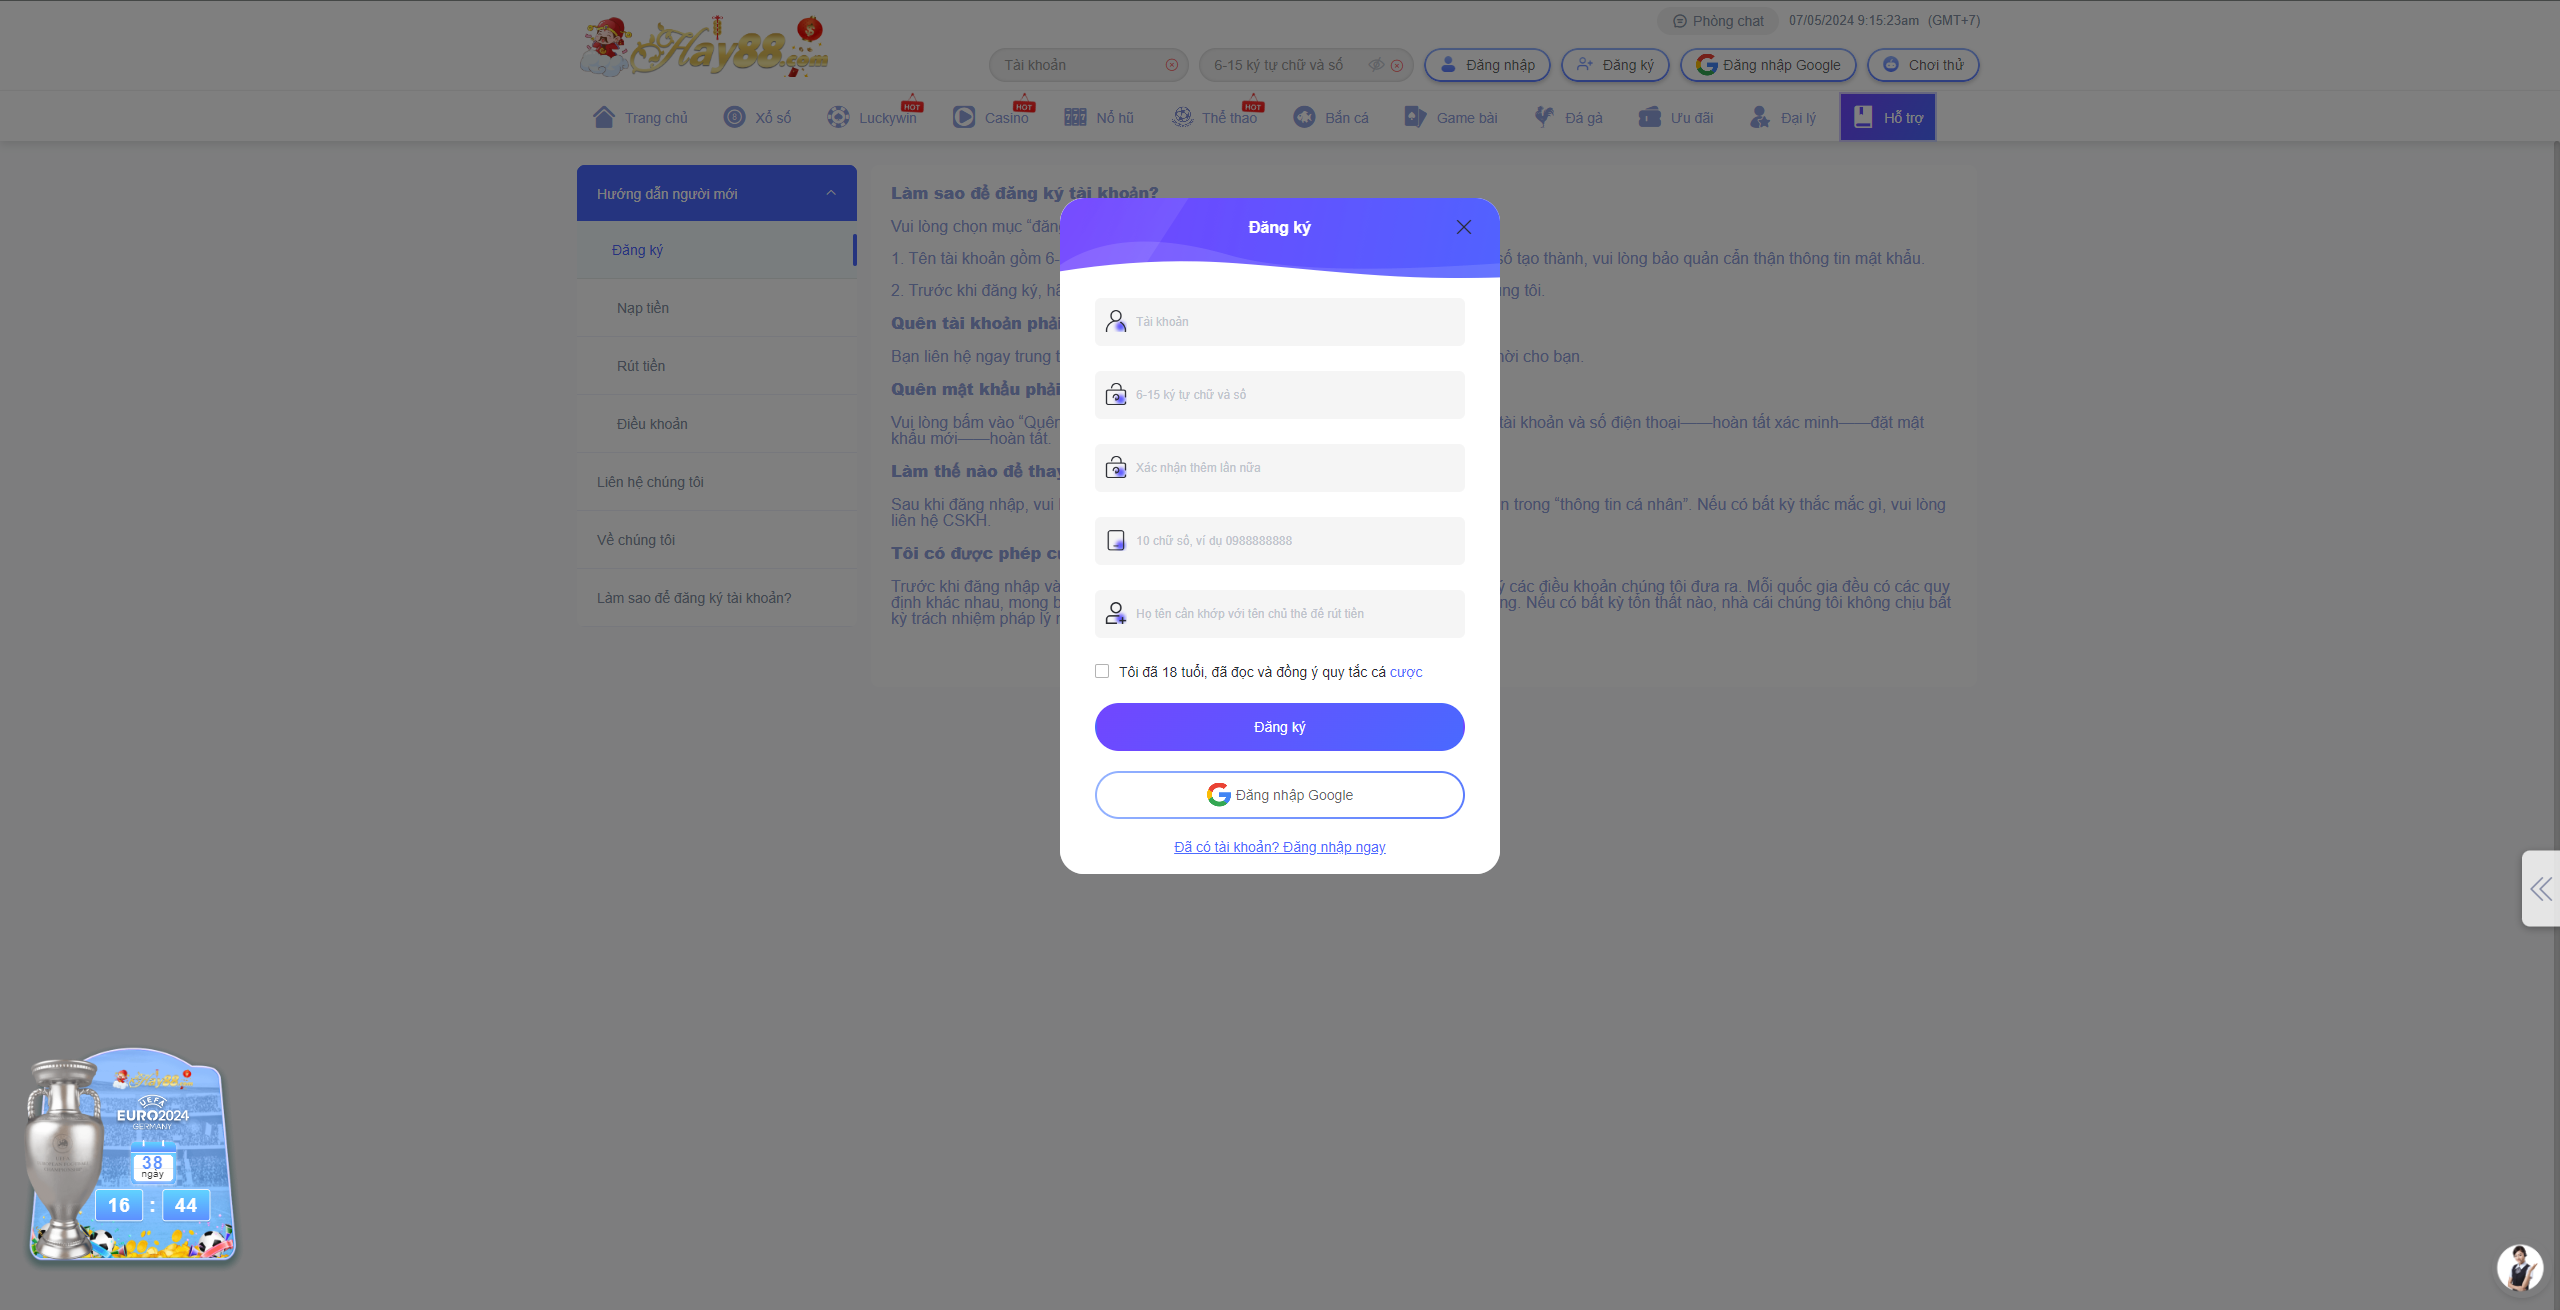 Hay88.com
Phòng chat
07/05/2024 9:15:23am (GMT+7)
Tài khoản
6-15 ký tự chữ và số
Đăng nhập
Đăng ký
Đăng nhập Google
Chơi thử
Trang chủ
Xổ số
Luckywin
HOT
Casino
HOT
Nổ hũ
Thể thao
HOT
Bắn cá
Game bài
Đá gà
Ưu đãi
Đại lý
Hỗ trợ
Hướng dẫn người mới
Đăng ký
Nạp tiền
Rút tiền
Điều khoản
Liên hệ chúng tôi
Về chúng tôi
Làm sao để đăng ký tài khoản?
Làm sao để đăng ký tài khoản?
Vui lòng chọn mục “đăng
1. Tên tài khoản gồm 6- số tạo thành, vui lòng bảo quản cẩn thận thông tin mật khẩu.
2. Trước khi đăng ký, hã ng tôi.
Quên tài khoản phải
Bạn liên hệ ngay trung t hời cho bạn.
Quên mật khẩu phải
Vui lòng bấm vào “Quên tài khoản và số điện thoại——hoàn tất xác minh——đặt mật
khẩu mới——hoàn tất.
Làm thế nào để thay
Sau khi đăng nhập, vui n trong “thông tin cá nhân”. Nếu có bất kỳ thắc mắc gì, vui lòng
liên hệ CSKH.
Tôi có được phép cư
Trước khi đăng nhập và ý các điều khoản chúng tôi đưa ra. Mỗi quốc gia đều có các quy
định khác nhau, mong b ng. Nếu có bất kỳ tổn thất nào, nhà cái chúng tôi không chịu bất
kỳ trách nhiệm pháp lý n
Đăng ký
Tài khoản
6-15 ký tự chữ và số
Xác nhận thêm lần nữa
10 chữ số, ví dụ 0988888888
Họ tên cần khớp với tên chủ thẻ để rút tiền
Tôi đã 18 tuổi, đã đọc và đồng ý quy tắc cá cược
Đăng ký
Đăng nhập Google
Đã có tài khoản? Đăng nhập ngay
Hay88
UEFA
EURO2024
GERMANY
38
ngày
16 : 44